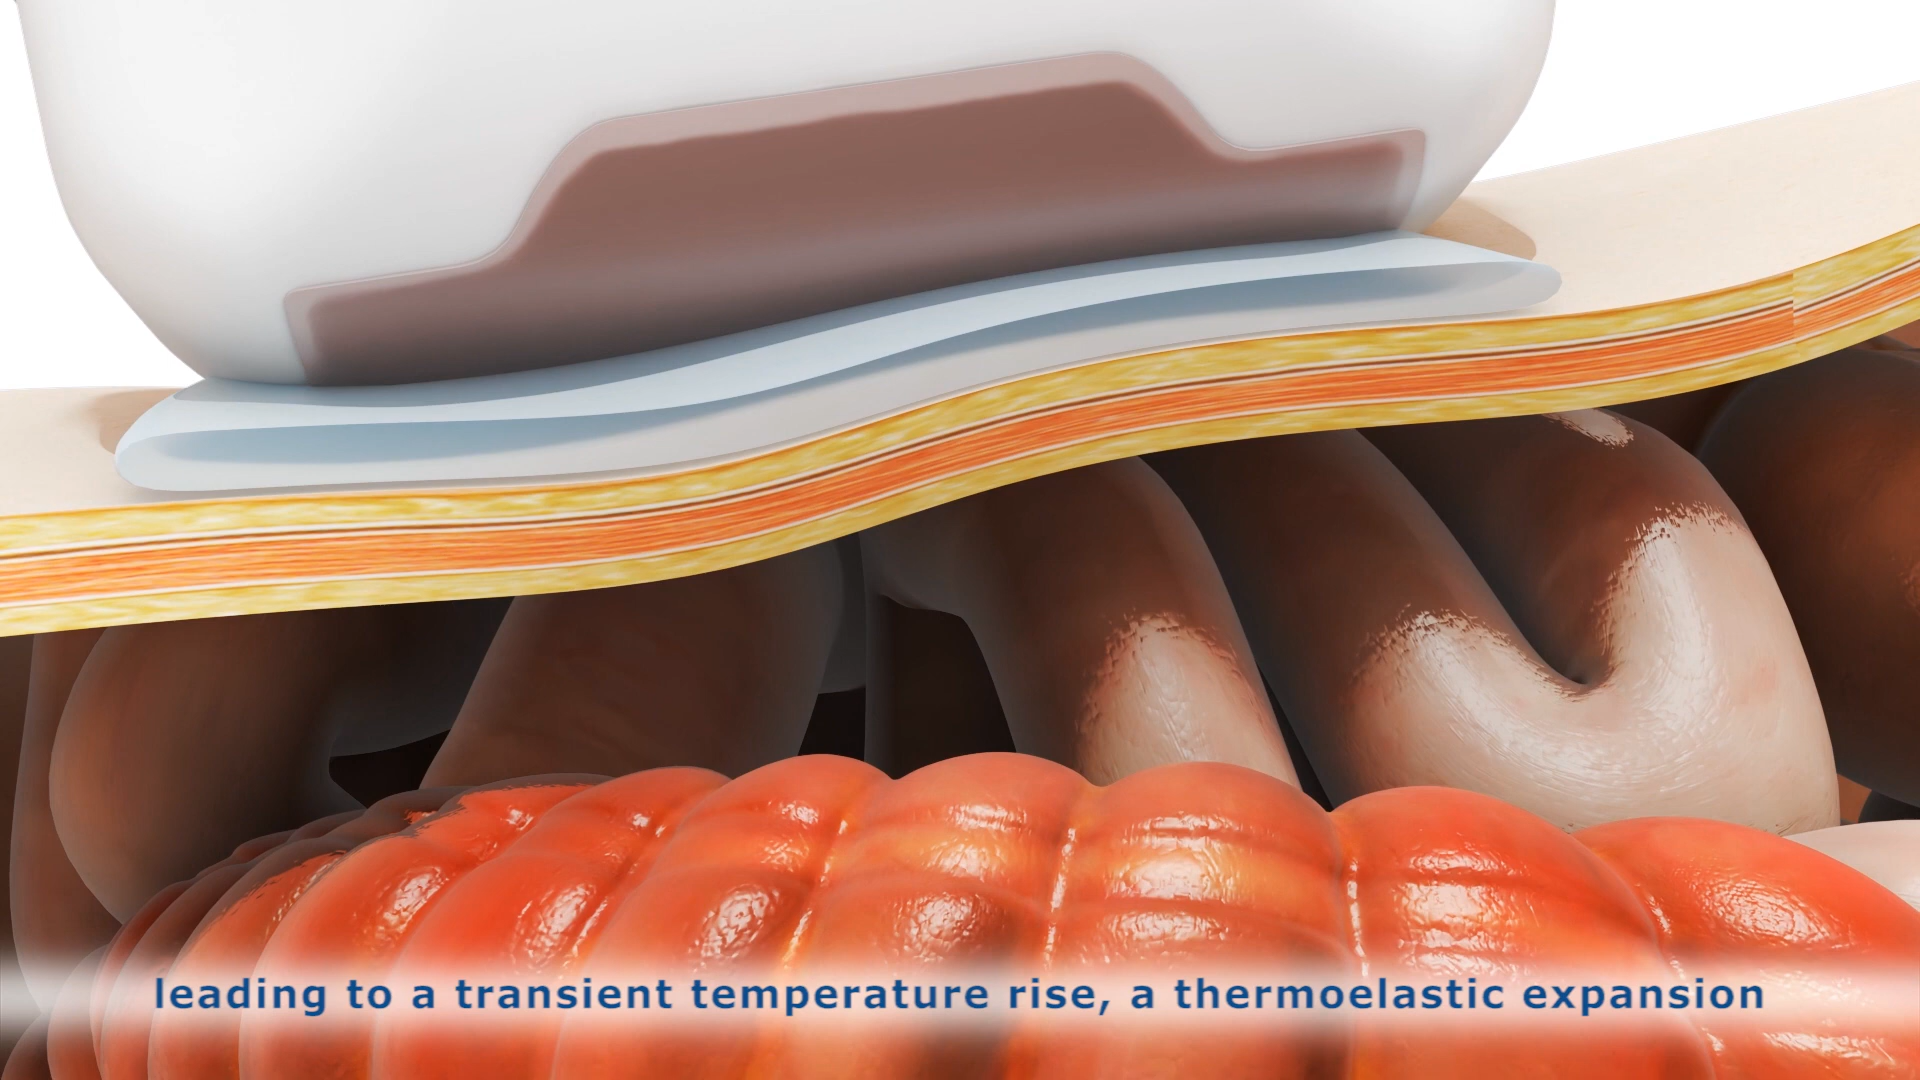 leading to a transient temperature rise, a thermoelastic expansion